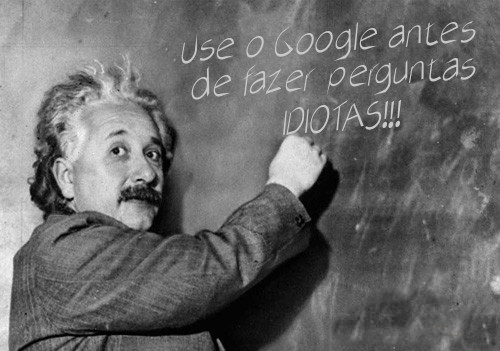 Use o Google antes
de fazer perguntas
IDIOTAS!!!